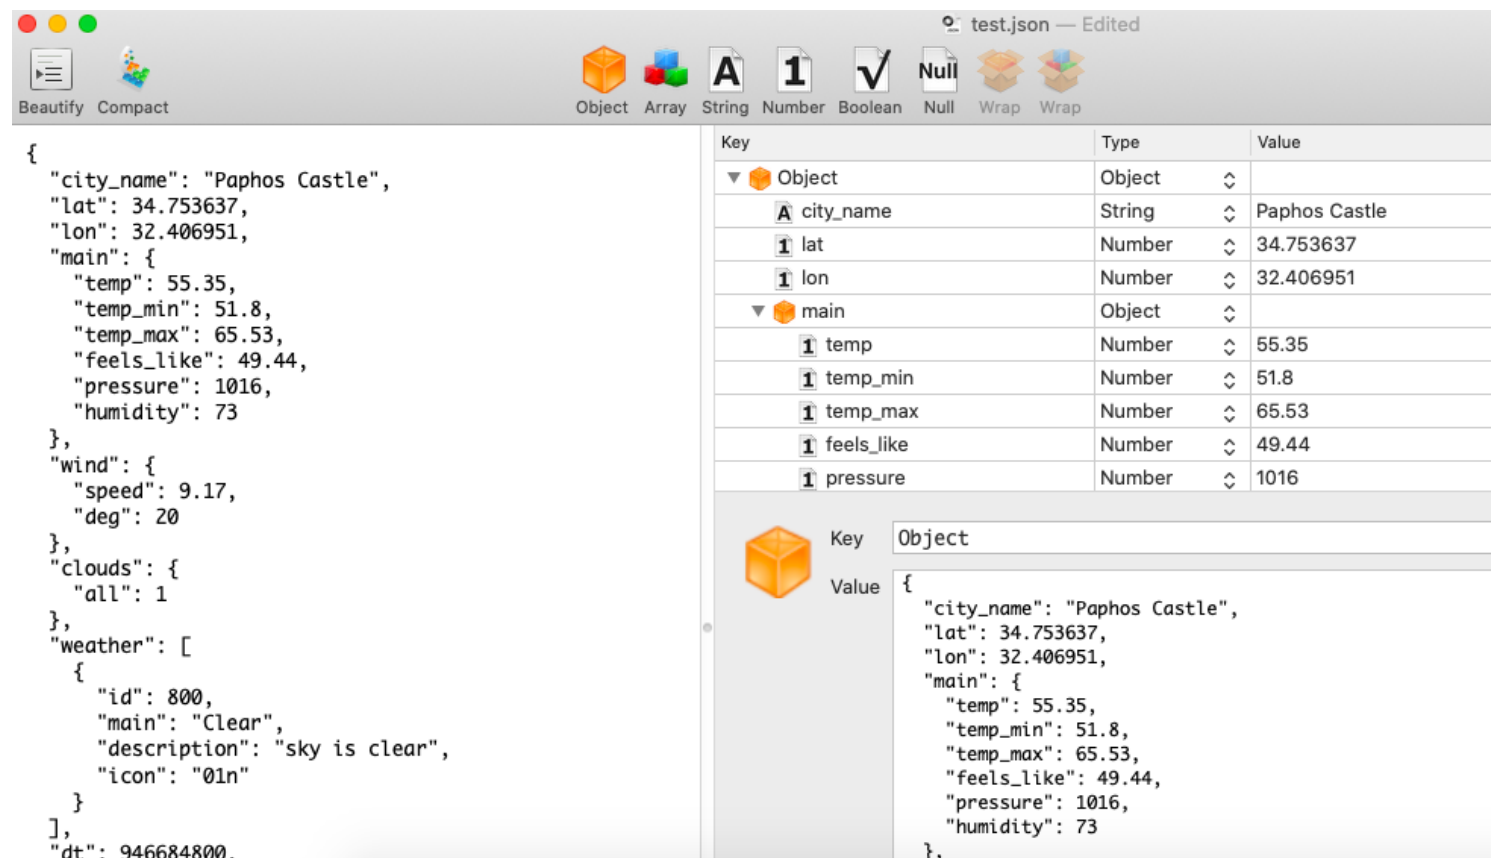 test.json — Edited
Beautify Compact Object Array String Number Boolean Null Wrap Wrap
{
"city_name": "Paphos Castle",
"lat": 34.753637,
"lon": 32.406951,
"main": {
"temp": 55.35,
"temp_min": 51.8,
"temp_max": 65.53,
"feels_like": 49.44,
"pressure": 1016,
"humidity": 73
},
"wind": {
"speed": 9.17,
"deg": 20
},
"clouds": {
"all": 1
},
"weather": [
{
"id": 800,
"main": "Clear",
"description": "sky is clear",
"icon": "01n"
}
],
"dt": 946684800,
Key Type Value
Object Object
city_name String Paphos Castle
lat Number 34.753637
lon Number 32.406951
main Object
temp Number 55.35
temp_min Number 51.8
temp_max Number 65.53
feels_like Number 49.44
pressure Number 1016
Key Object
Value {
"city_name": "Paphos Castle",
"lat": 34.753637,
"lon": 32.406951,
"main": {
"temp": 55.35,
"temp_min": 51.8,
"temp_max": 65.53,
"feels_like": 49.44,
"pressure": 1016,
"humidity": 73
},